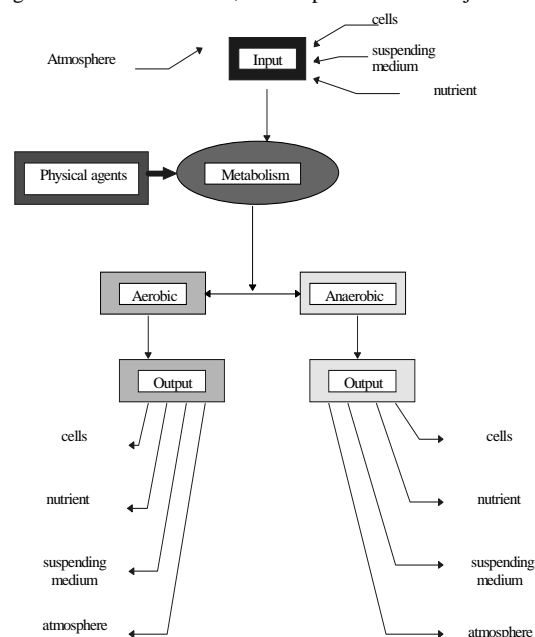 cells
Atmosphere
Input
suspending
medium
nutrient
Physical agents
Metabolism
Aerobic
Anaerobic
Output
Output
cells
cells
nutrient
nutrient
suspending
medium
suspending
medium
atmosphere
atmosphere